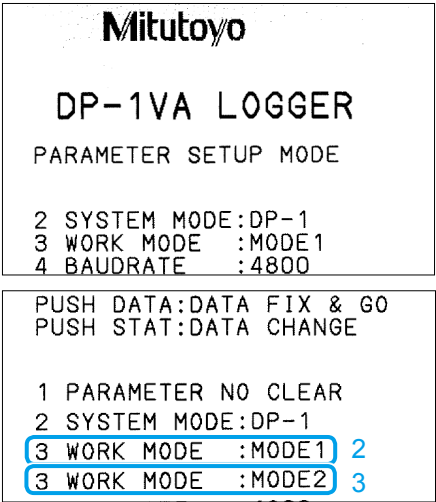 Mitutoyo
DP-1VA LOGGER
PARAMETER SETUP MODE
2 SYSTEM MODE:DP-1
3 WORK MODE :MODE1
4 BAUDRATE :4800
PUSH DATA:DATA FIX & GO
PUSH STAT:DATA CHANGE
1 PARAMETER NO CLEAR
2 SYSTEM MODE:DP-1
3 WORK MODE :MODE1 2
3 WORK MODE :MODE2 3